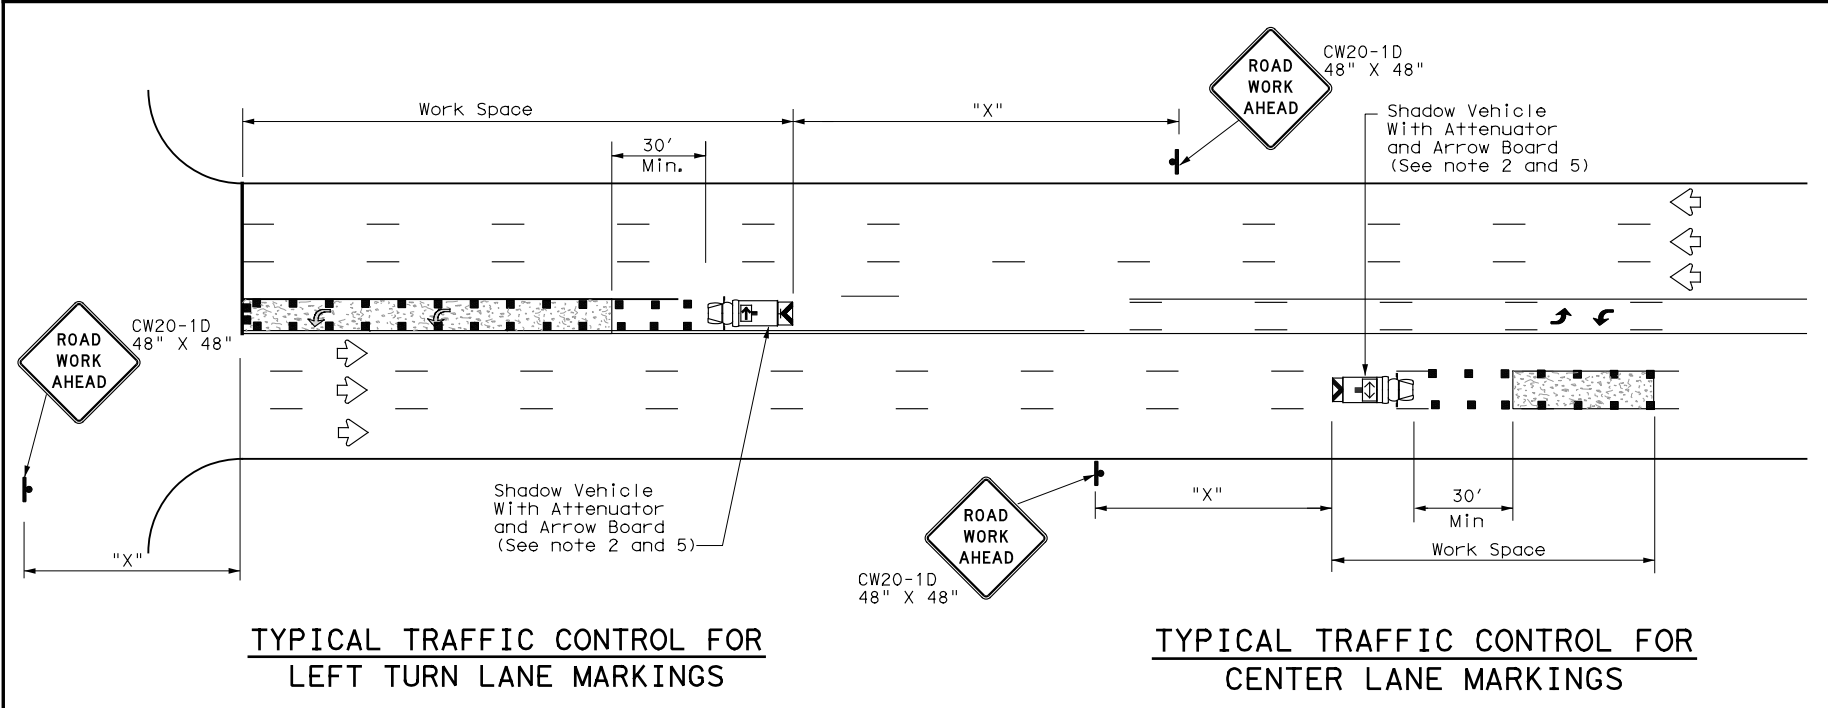 ROAD
WORK
AHEAD
CW20-1D
48" X 48"
Work Space
"X"
30'
Min.
Shadow Vehicle
With Attenuator
and Arrow Board
(See note 2 and 5)
ROAD
WORK
AHEAD
CW20-1D
48" X 48"
Shadow Vehicle
With Attenuator
and Arrow Board
(See note 2 and 5)
"X"
ROAD
WORK
AHEAD
CW20-1D
48" X 48"
"X"
30'
Min
Work Space
TYPICAL TRAFFIC CONTROL FOR
LEFT TURN LANE MARKINGS
TYPICAL TRAFFIC CONTROL FOR
CENTER LANE MARKINGS